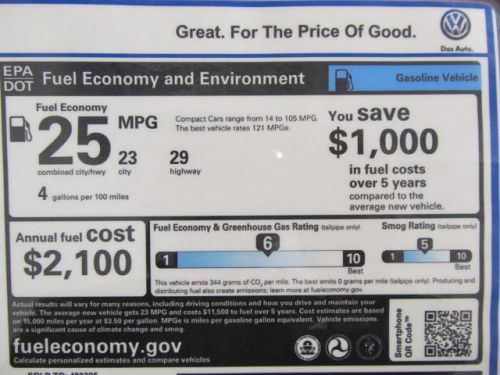 Great. For The Price Of Good.
Das Auto.
EPA
DOT
Fuel Economy and Environment
Gasoline Vehicle
Fuel Economy
25 MPG
23 29
combined city/hwy city highway
4 gallons per 100 miles
Compact Cars range from 14 to 105 MPG.
The best vehicle rates 121 MPGe.
You save
$1,000
in fuel costs
over 5 years
compared to the
average new vehicle.
Annual fuel cost
$2,100
Fuel Economy & Greenhouse Gas Rating (tailpipe only)
1 6 10
Best
Smog Rating (tailpipe only)
1 5 10
Best
This vehicle emits 344 grams of CO2 per mile. The best emits 0 grams per mile (tailpipe only). Producing and
distributing fuel also create emissions; learn more at fueleconomy.gov.
Actual results will vary for many reasons, including driving conditions and how you drive and maintain your
vehicle. The average new vehicle gets 23 MPG and costs $11,500 to fuel over 5 years. Cost estimates are based
on 15,000 miles per year at $3.50 per gallon. MPGe is miles per gasoline gallon equivalent. Vehicle emissions
are a significant cause of climate change and smog.
fueleconomy.gov
Calculate personalized estimates and compare vehicles
Smartphone
QR Code™